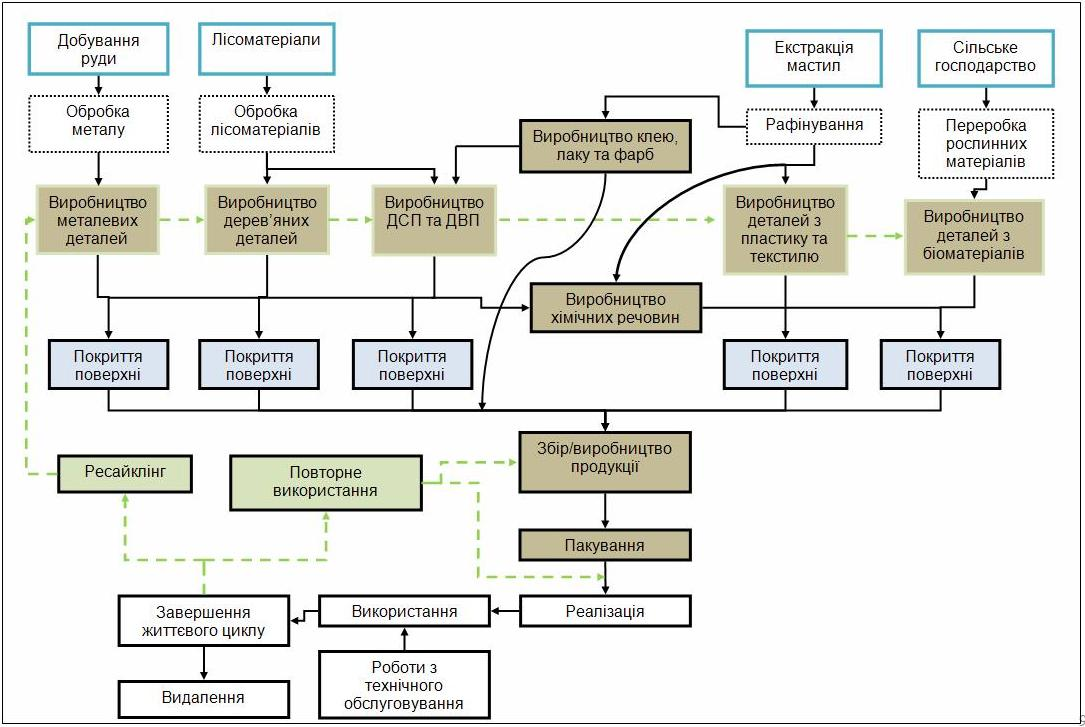 Добування
руди
Лісоматеріали
Екстракція
мастил
Сільське
господарство
Обробка
металу
Обробка
лісоматеріалів
Виробництво клею,
лаку та фарб
Рафінування
Переробка
рослинних
матеріалів
Виробництво
металевих
деталей
Виробництво
дерев’яних
деталей
Виробництво
ДСП та ДВП
Виробництво
деталей з
пластику та
текстилю
Виробництво
деталей з
біоматеріалів
Виробництво
хімічних речовин
Покриття
поверхні
Покриття
поверхні
Покриття
поверхні
Покриття
поверхні
Покриття
поверхні
Збір/виробництво
продукції
Ресайклінг
Повторне
використання
Пакування
Завершення
життєвого циклу
Використання
Реалізація
Видалення
Роботи з
технічного
обслуговування